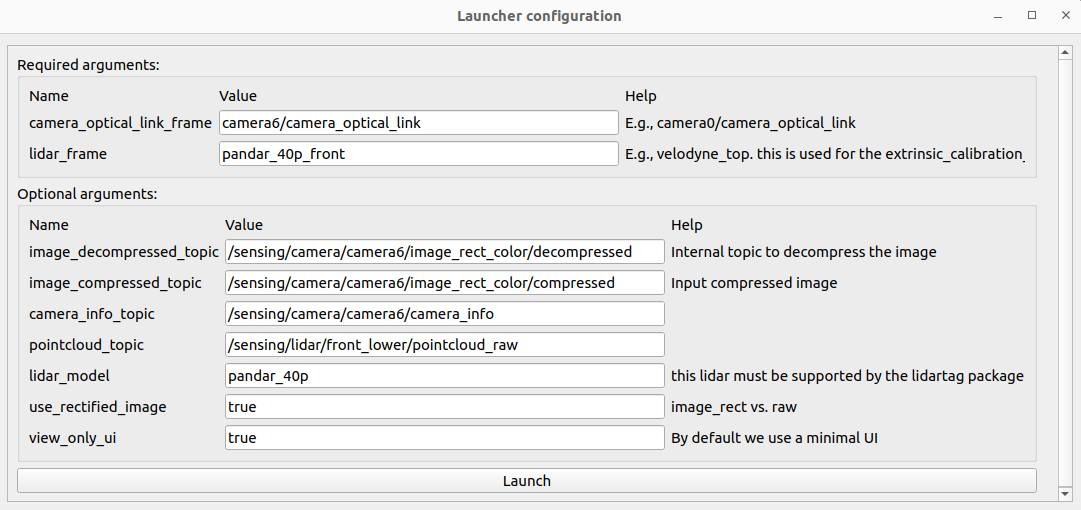 Launcher configuration
Required arguments:
Name Value Help
camera_optical_link_frame camera6/camera_optical_link E.g., camera0/camera_optical_link
lidar_frame pandar_40p_front E.g., velodyne_top. this is used for the extrinsic_calibration_
Optional arguments:
Name Value Help
image_decompressed_topic /sensing/camera/camera6/image_rect_color/decompressed Internal topic to decompress the image
image_compressed_topic /sensing/camera/camera6/image_rect_color/compressed Input compressed image
camera_info_topic /sensing/camera/camera6/camera_info
pointcloud_topic /sensing/lidar/front_lower/pointcloud_raw
lidar_model pandar_40p this lidar must be supported by the lidartag package
use_rectified_image true image_rect vs. raw
view_only_ui true By default we use a minimal UI
Launch